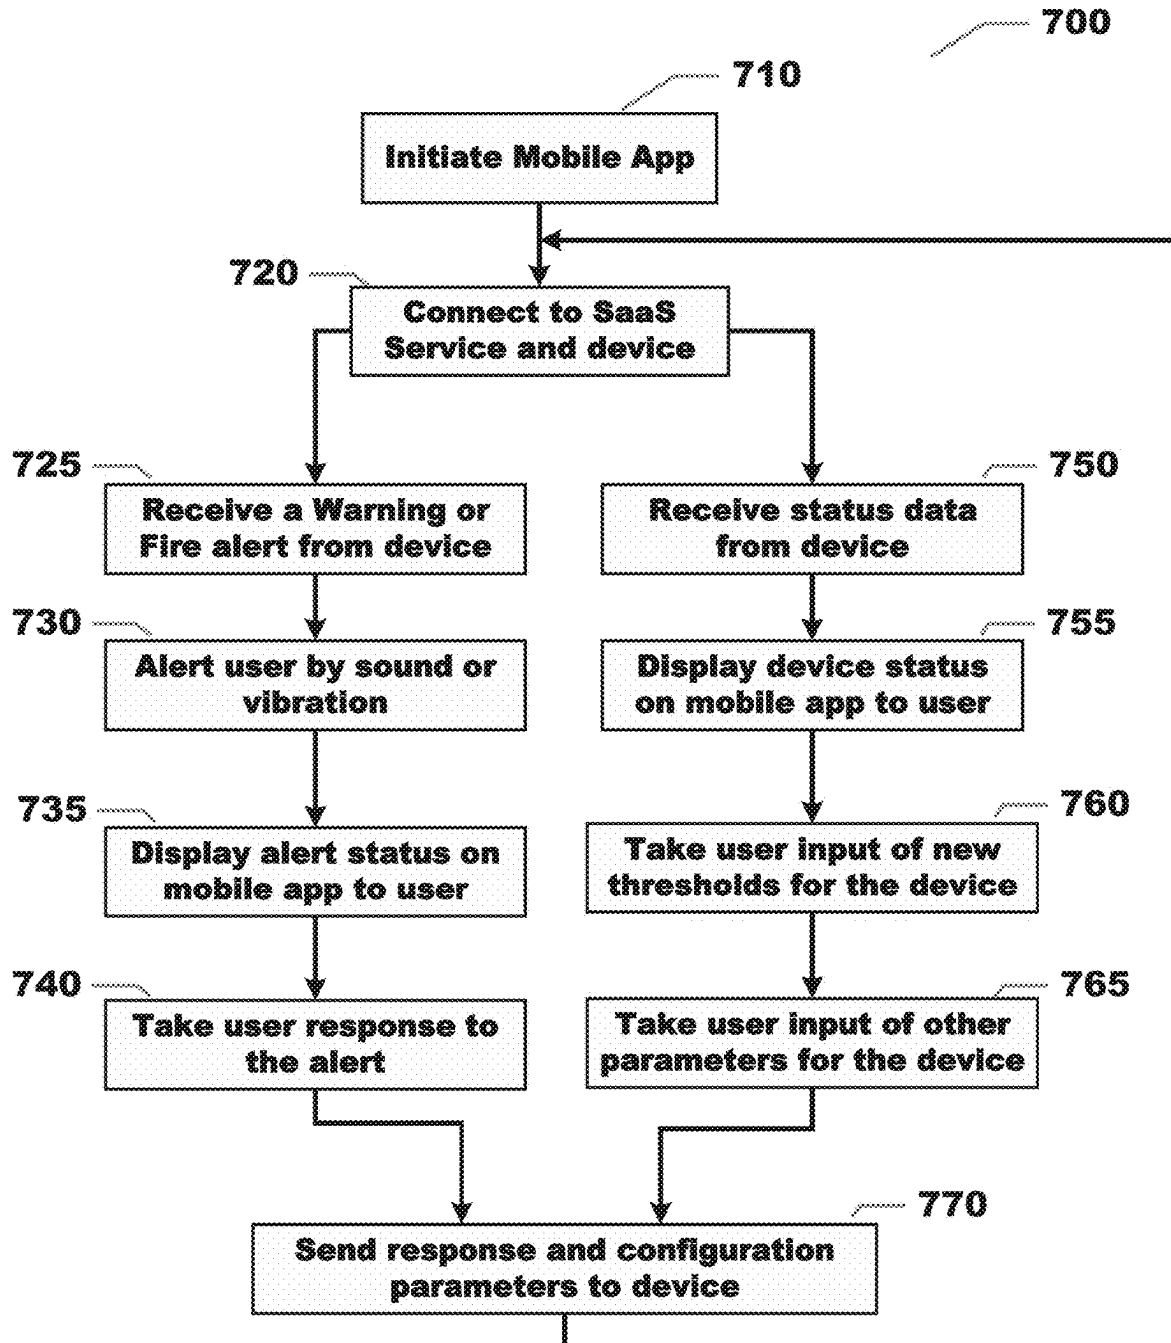 700
710
Initiate Mobile App
720
Connect to SaaS
Service and device
725
Receive a Warning or
Fire alert from device
750
Receive status data
from device
730
Alert user by sound or
vibration
755
Display device status
on mobile app to user
735
Display alert status on
mobile app to user
760
Take user input of new
thresholds for the device
740
Take user response to
the alert
765
Take user input of other
parameters for the device
770
Send response and configuration
parameters to device